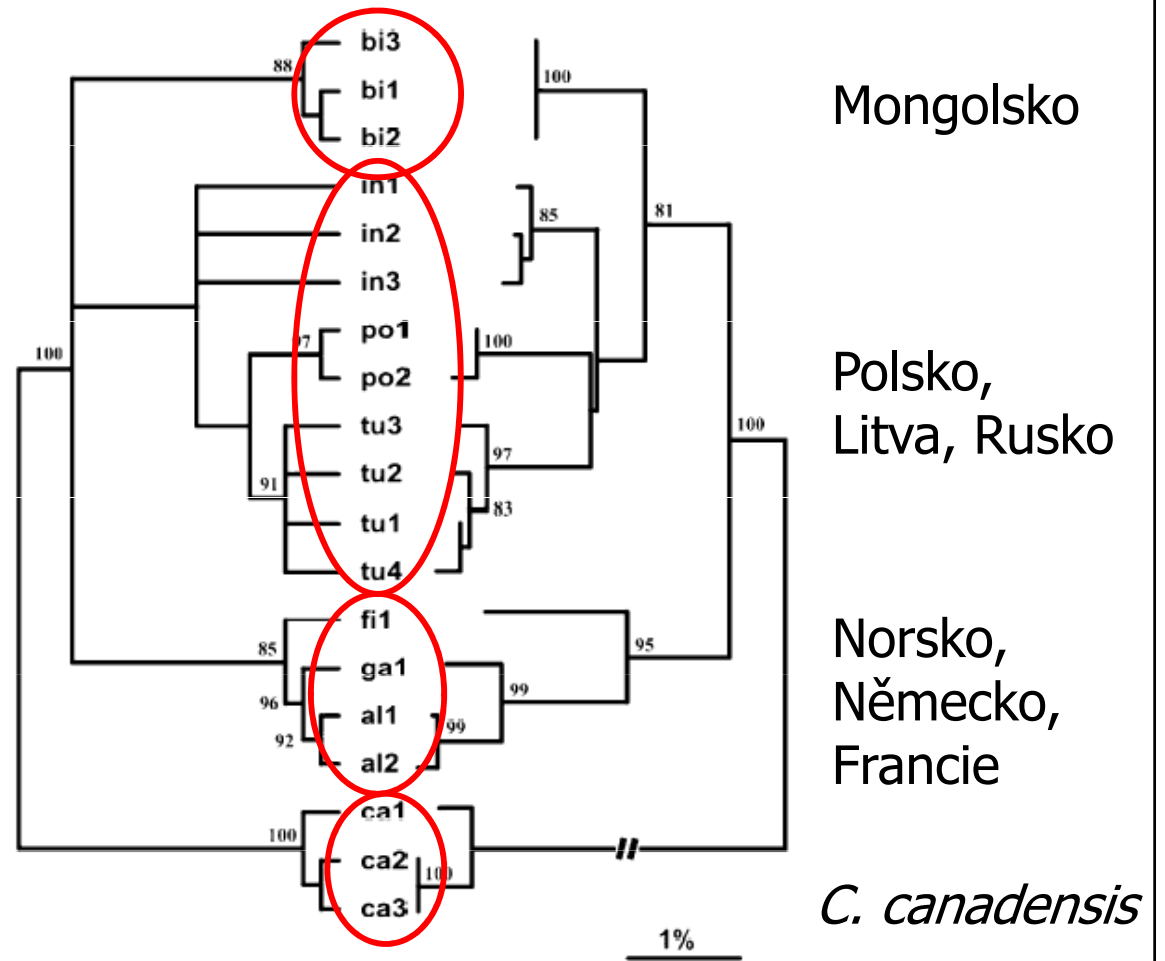 bi3
88
100
bi1
Mongolsko
bi2
in1
85
81
in2
in3
po1
97
100
100
po2
Polsko,
Litva, Rusko
tu3
100
97
tu2
91
83
tu1
tu4
fi1
85
95
Norsko,
ga1
96
99
Německo,
al1
92
99
al2
Francie
ca1
100
ca2
100
ca3
C. canadensis
1%